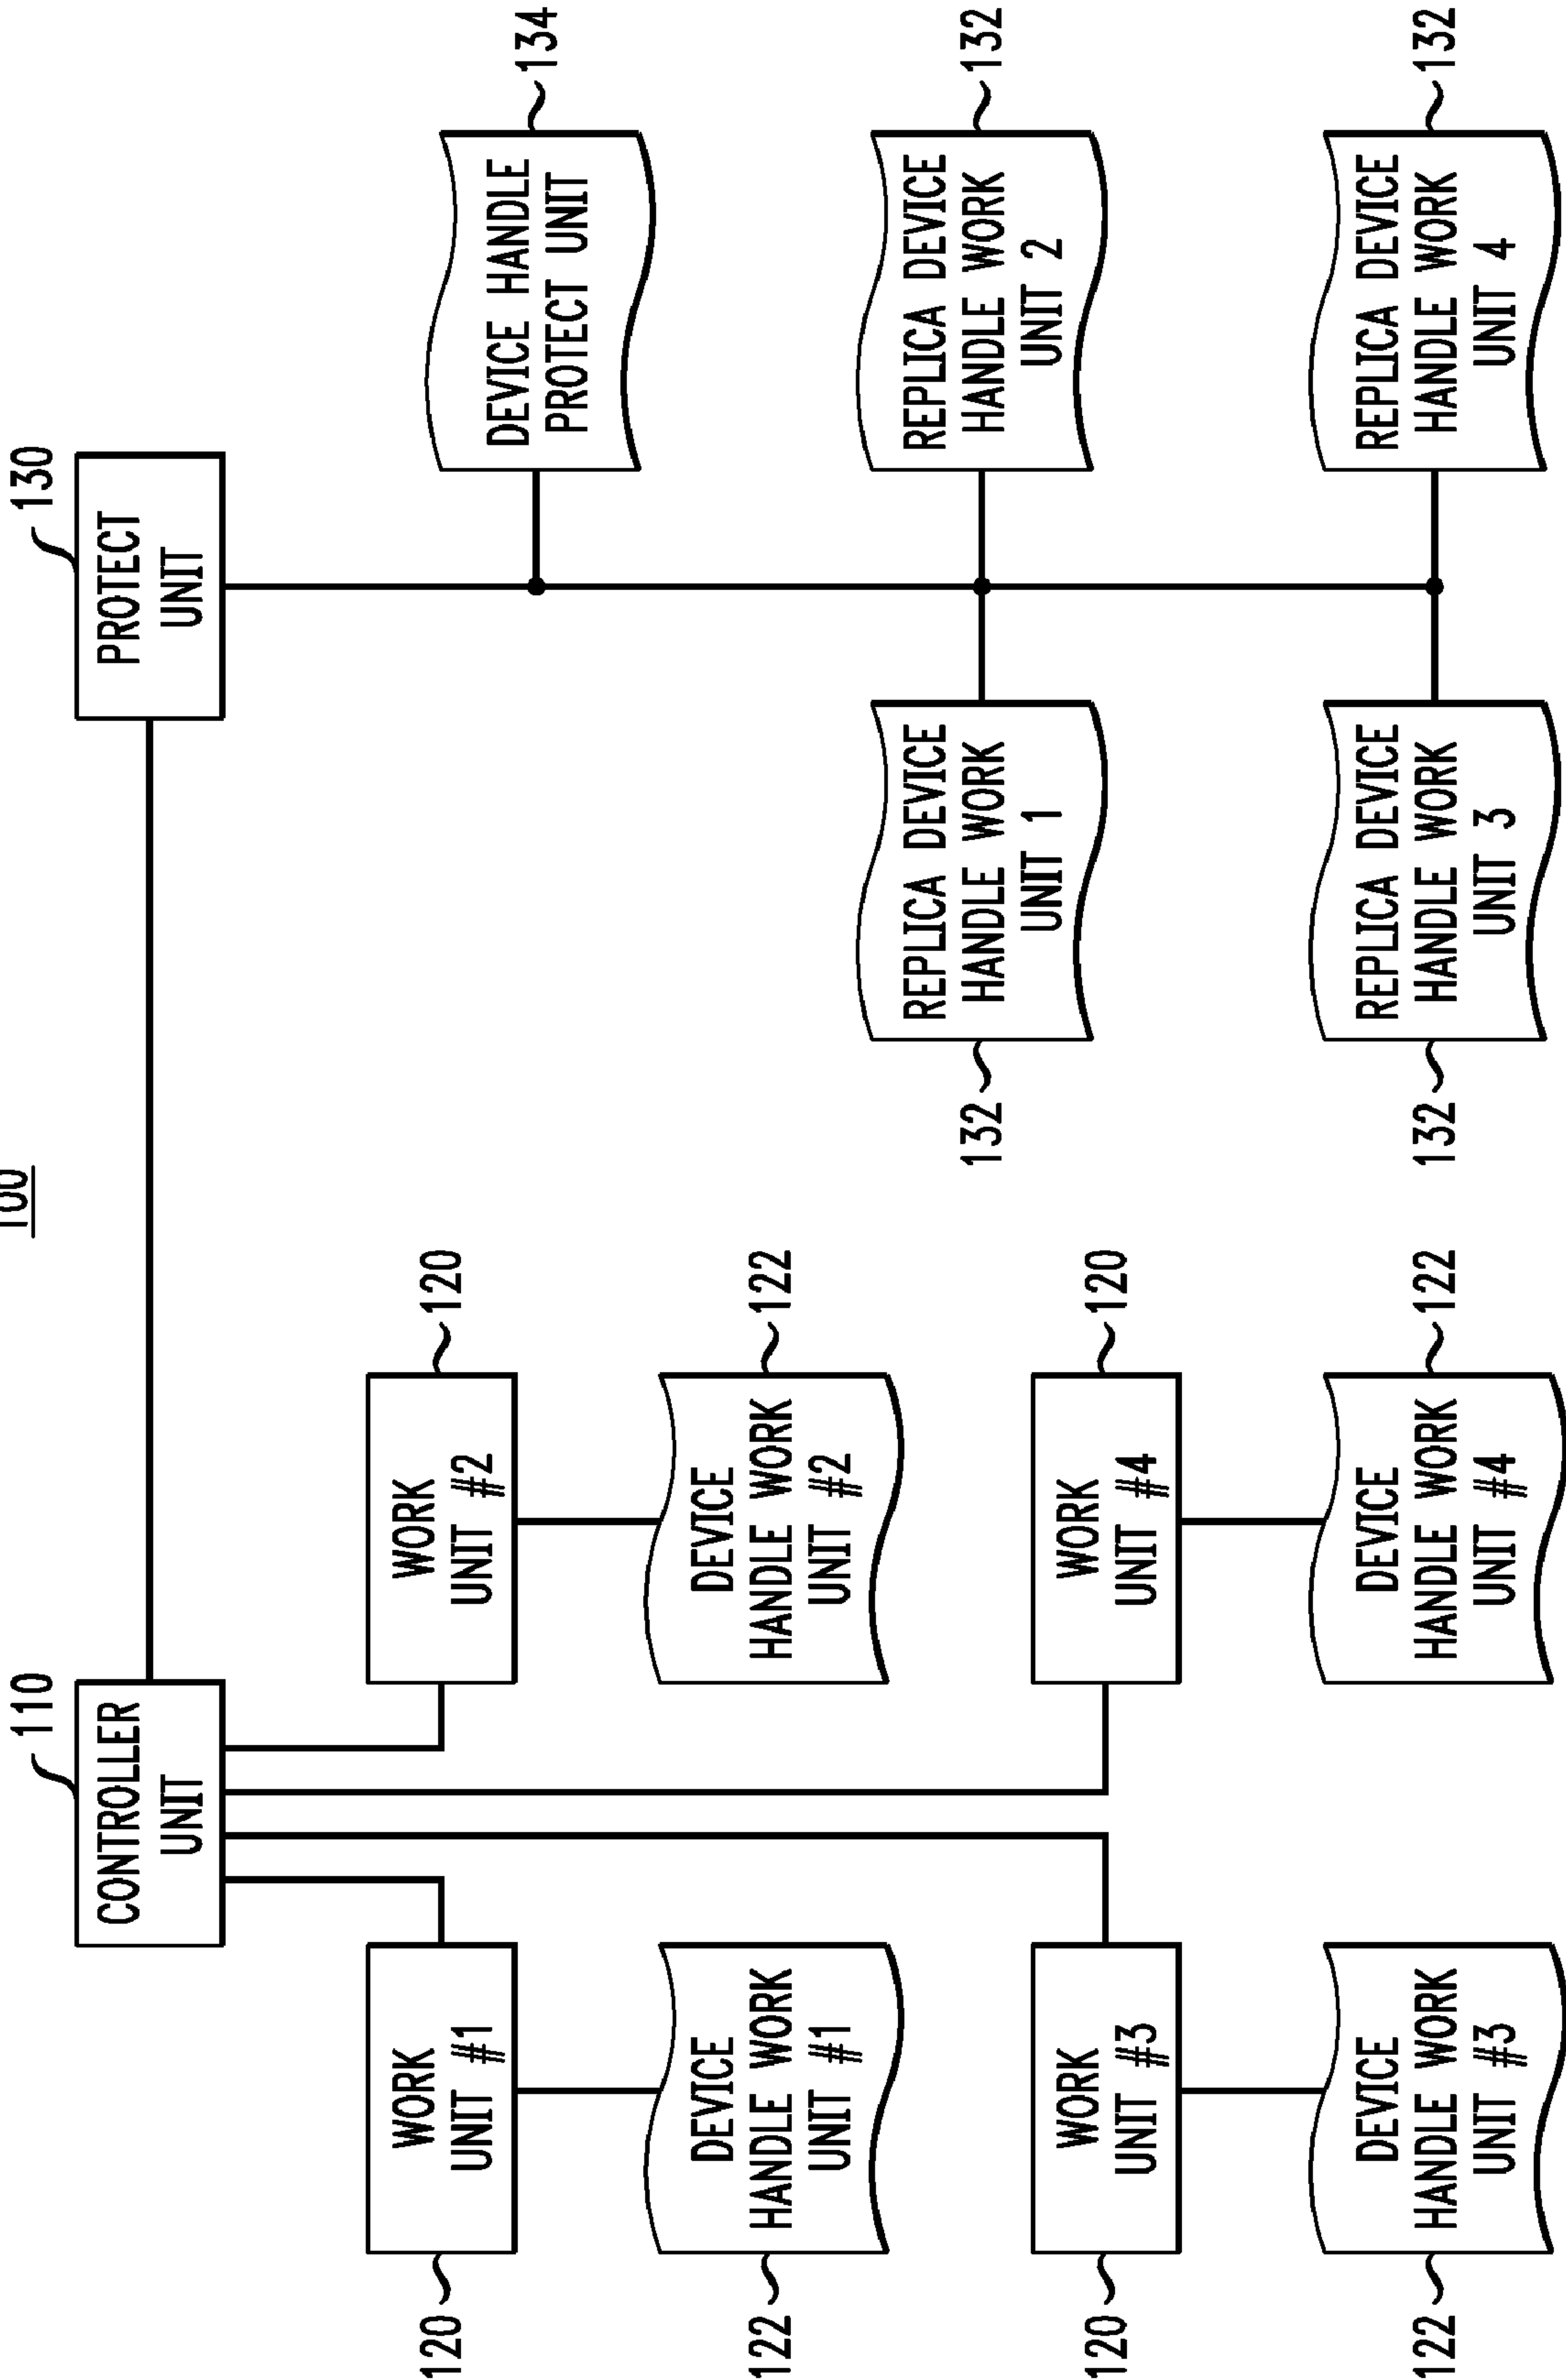 100
110
CONTROLLER
UNIT
130
PROTECT
UNIT
120
WORK
UNIT #1
WORK
UNIT #2
120
DEVICE HANDLE
PROTECT UNIT
134
122
DEVICE
HANDLE WORK
UNIT #1
DEVICE
HANDLE WORK
UNIT #2
122
132
REPLICA DEVICE
HANDLE WORK
UNIT 1
REPLICA DEVICE
HANDLE WORK
UNIT 2
132
120
WORK
UNIT #3
WORK
UNIT #4
120
122
DEVICE
HANDLE WORK
UNIT #3
DEVICE
HANDLE WORK
UNIT #4
122
132
REPLICA DEVICE
HANDLE WORK
UNIT 3
REPLICA DEVICE
HANDLE WORK
UNIT 4
132